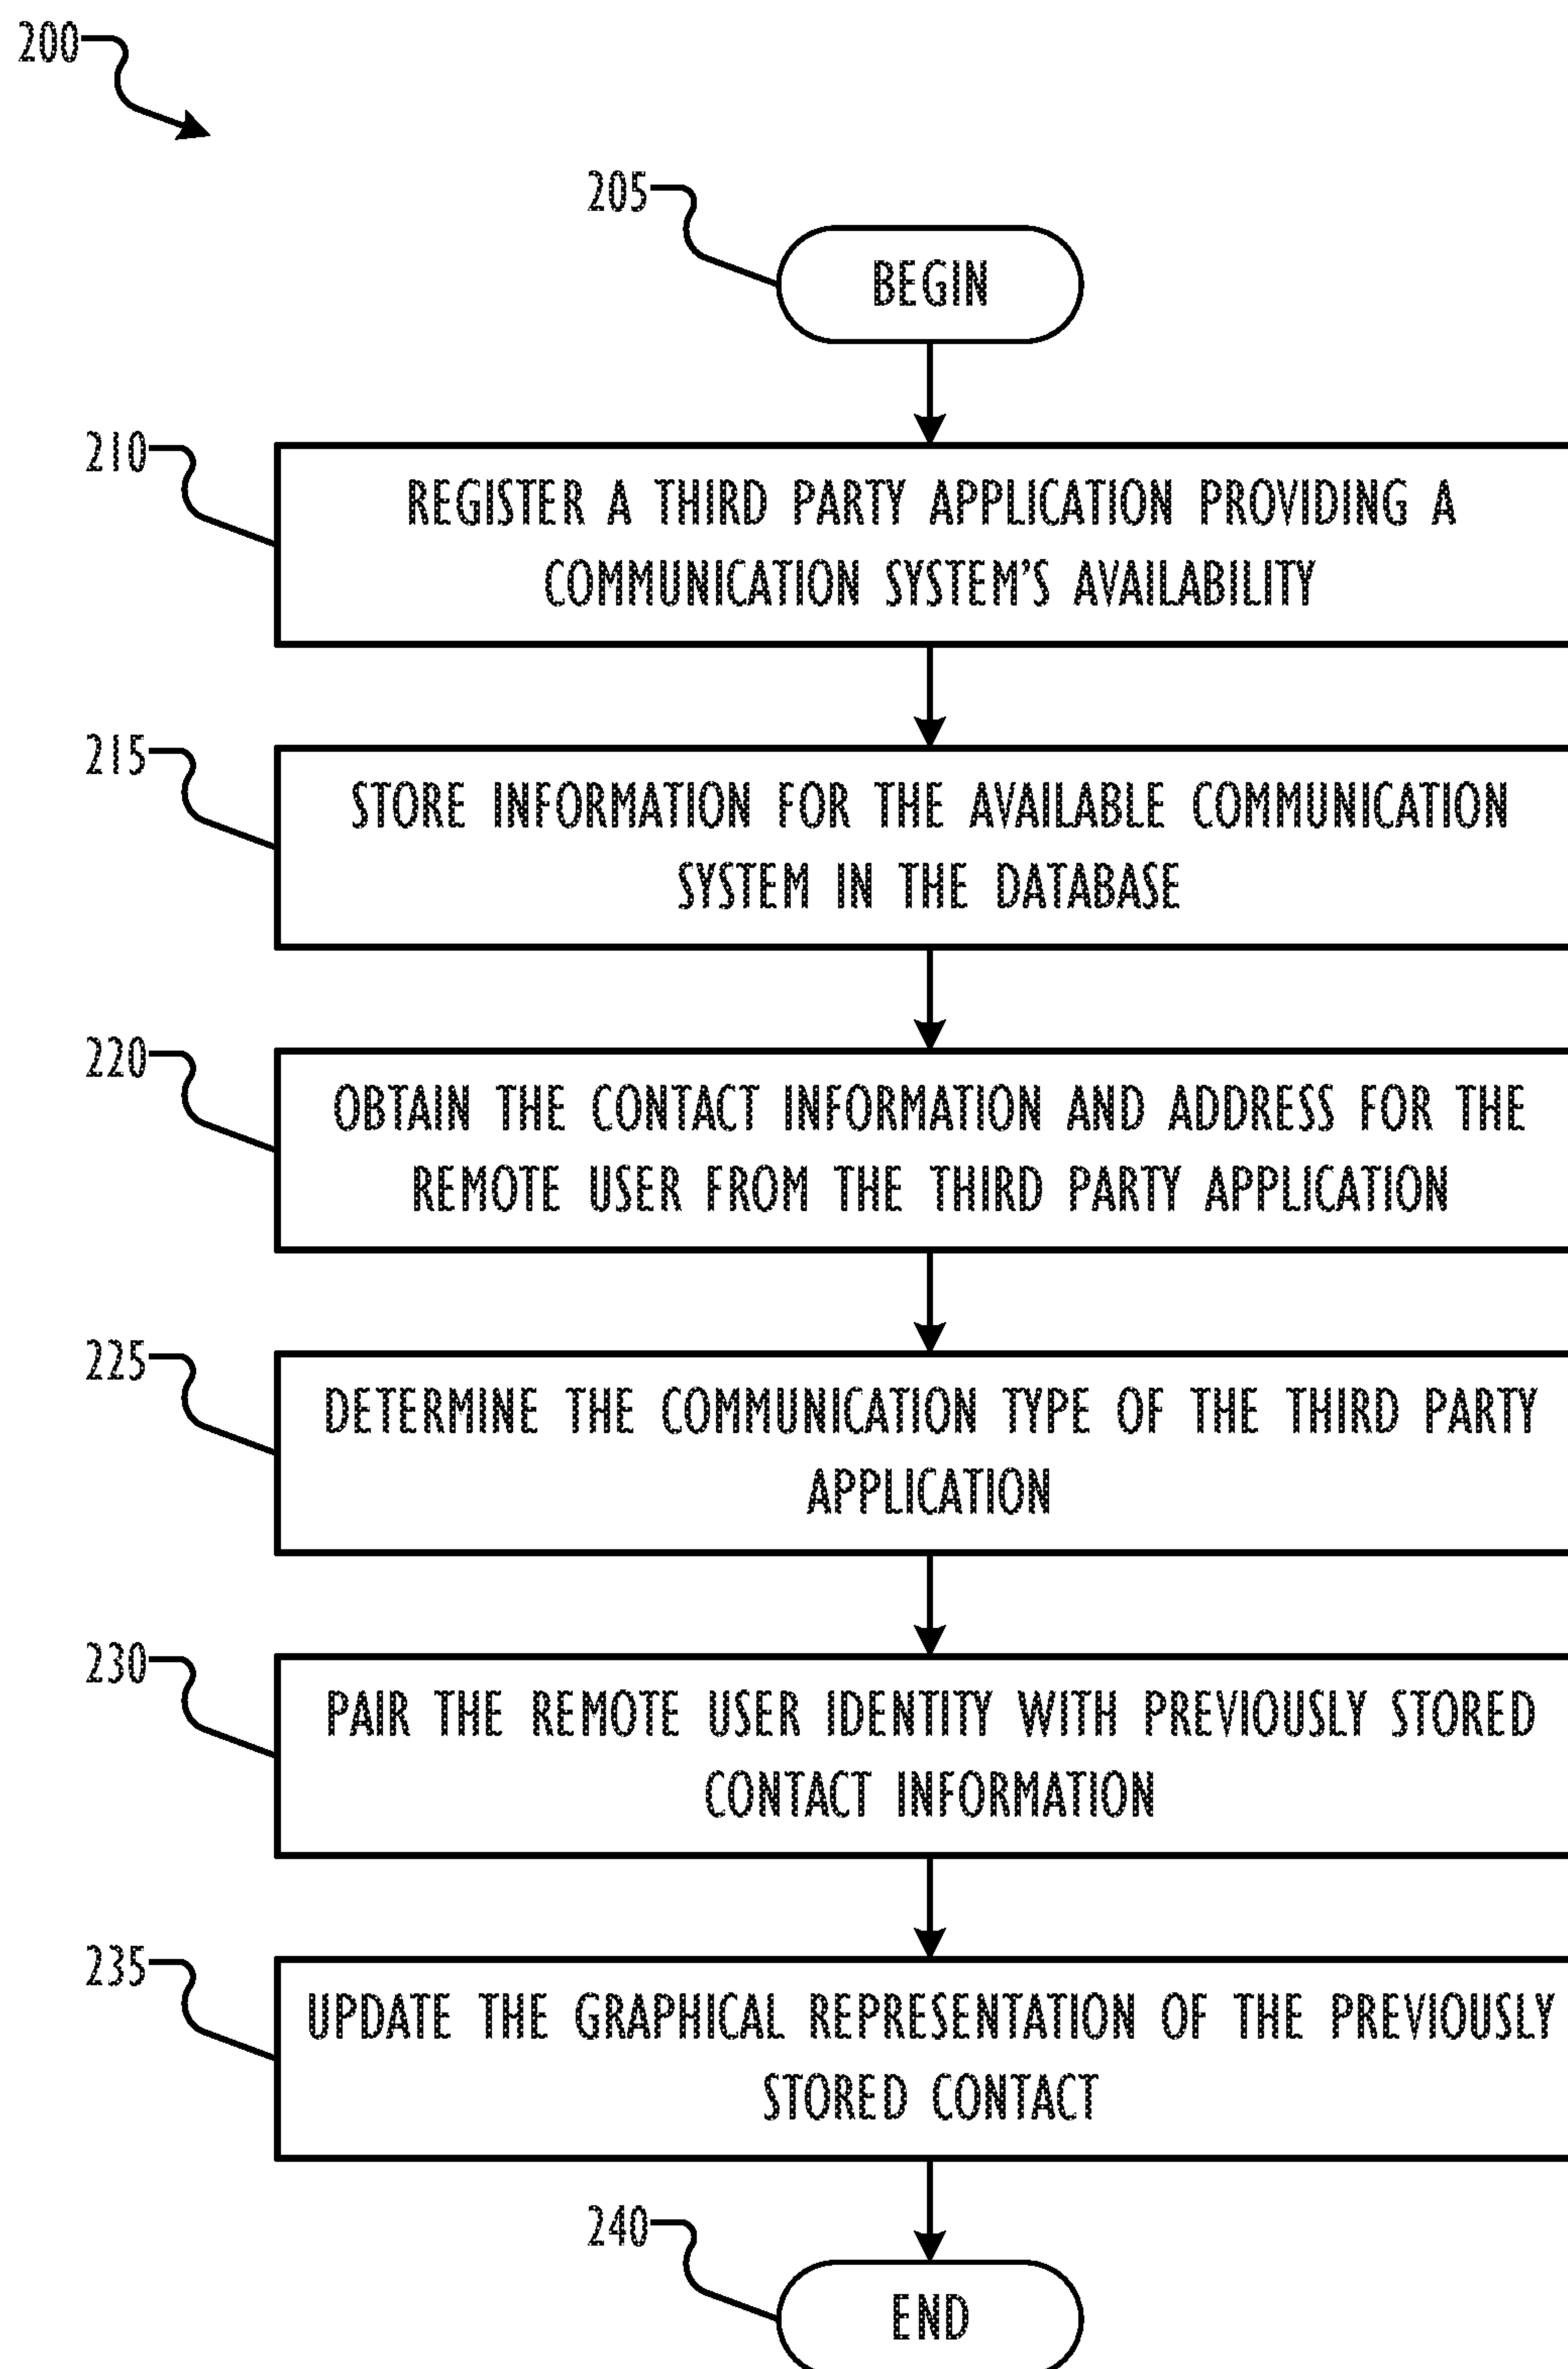 200
205
BEGIN
210
REGISTER A THIRD PARTY APPLICATION PROVIDING A
COMMUNICATION SYSTEM'S AVAILABILITY
215
STORE INFORMATION FOR THE AVAILABLE COMMUNICATION
SYSTEM IN THE DATABASE
220
OBTAIN THE CONTACT INFORMATION AND ADDRESS FOR THE
REMOTE USER FROM THE THIRD PARTY APPLICATION
225
DETERMINE THE COMMUNICATION TYPE OF THE THIRD PARTY
APPLICATION
230
PAIR THE REMOTE USER IDENTITY WITH PREVIOUSLY STORED
CONTACT INFORMATION
235
UPDATE THE GRAPHICAL REPRESENTATION OF THE PREVIOUSLY
STORED CONTACT
240
END